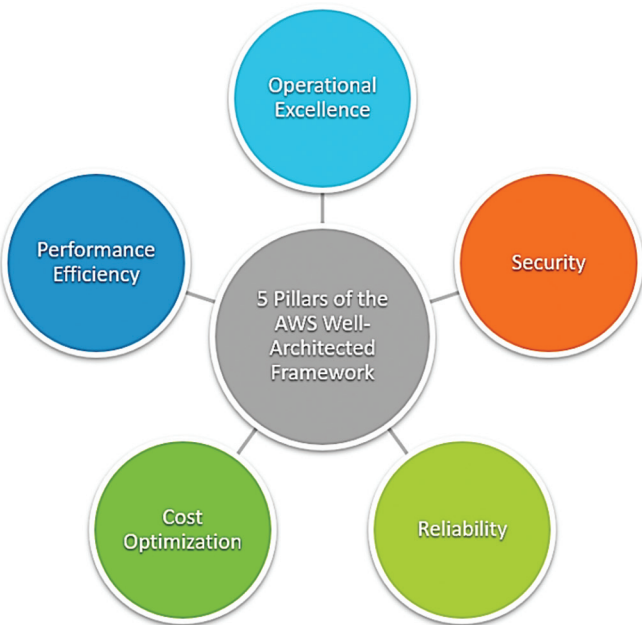 Operational
Excellence
Performance
Efficiency
Security
5 Pillars of the
AWS Well-
Architected
Framework
Cost
Optimization
Reliability